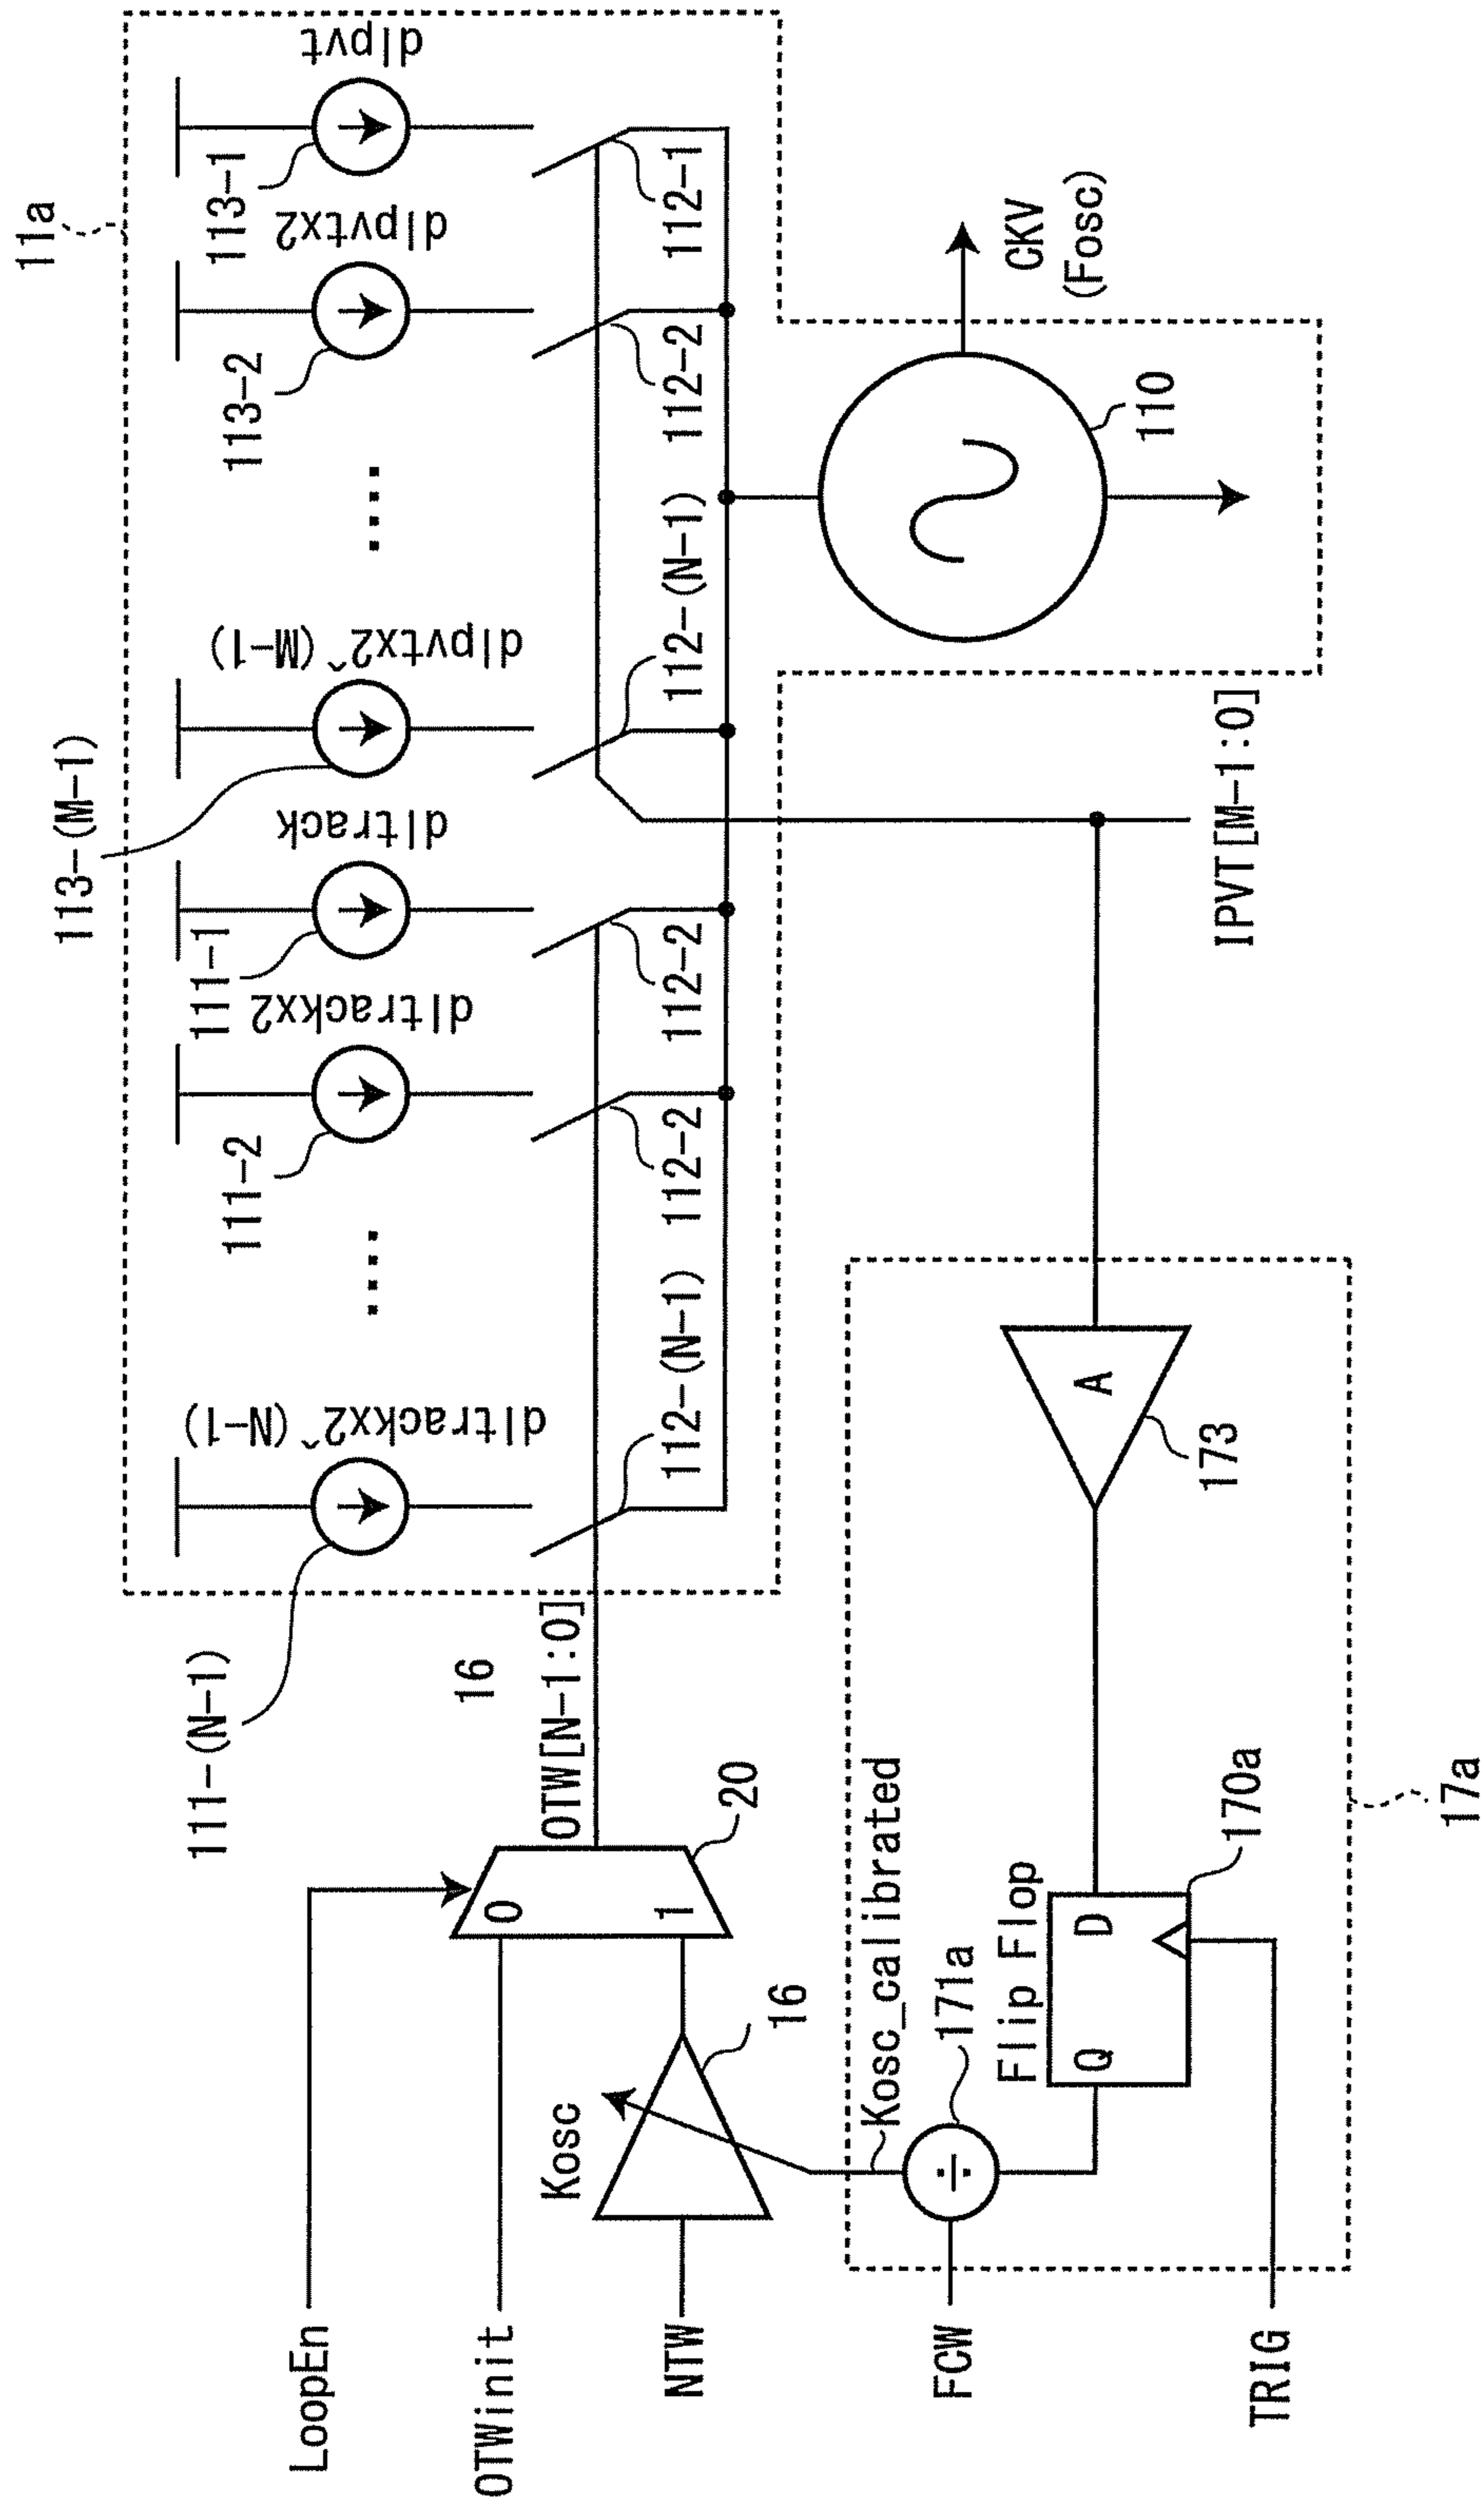 11a
113-(M-1)
113-2
113-1
dIpvtx2^(M-1)
dIpvtx2
dIpvt
111-(N-1)
111-2
111-1
dItrackx2^(N-1)
dItrackx2
dItrack
112-(N-1)
112-2
112-2
112-(N-1)
112-2
112-1
LoopEn
OTWinit
NTW
Kosc
16
0
1
20
16
OTW[N-1:0]
CKV
(Fosc)
110
IPVT[M-1:0]
FCW
TRIG
Kosc_calibrated
171a
Flip Flop
Q
D
170a
A
173
17a
÷